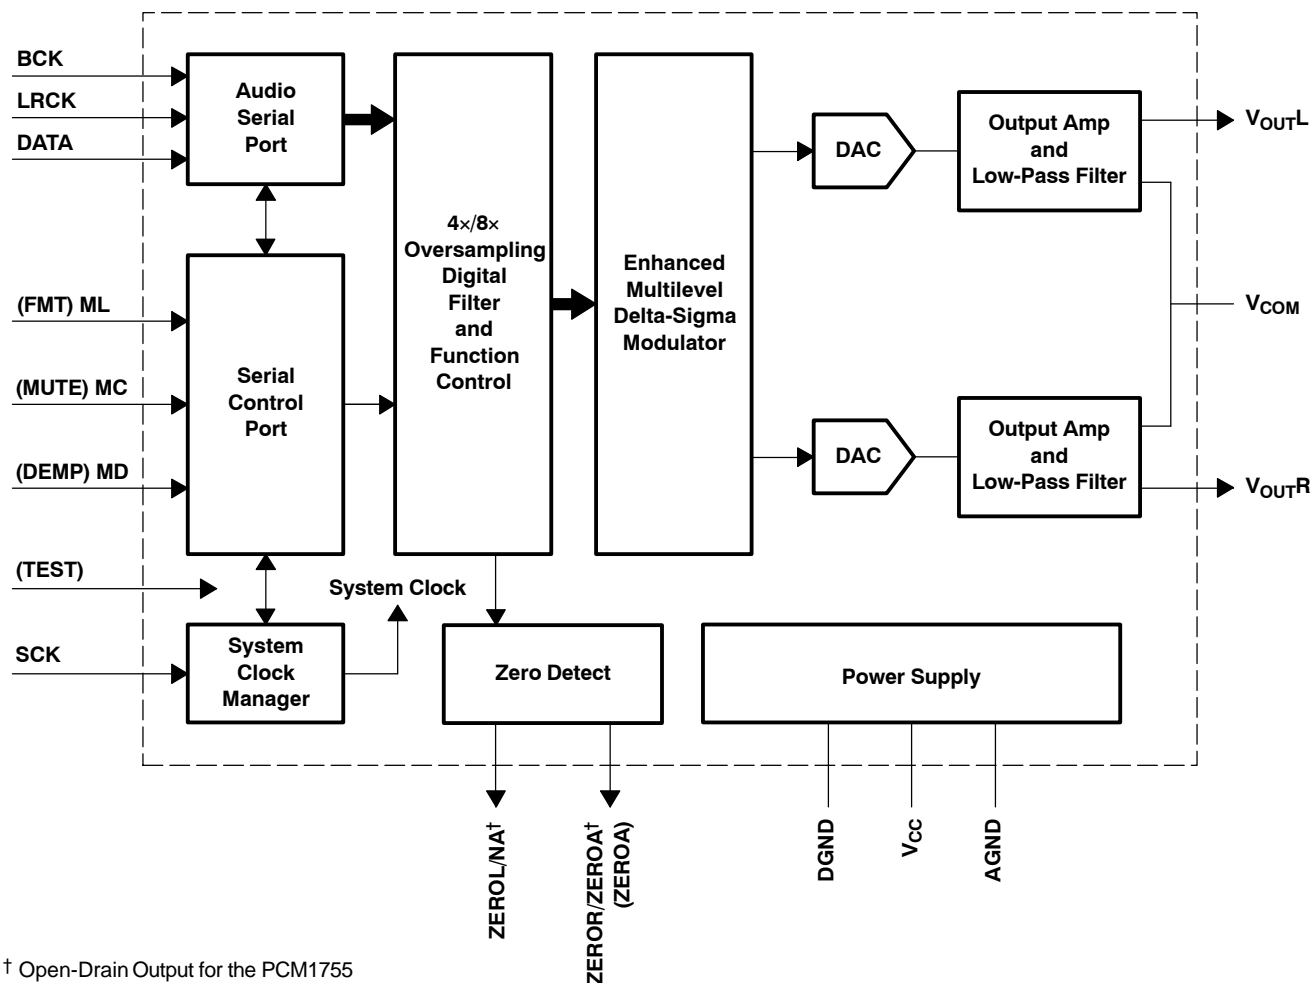 BCK
LRCK
DATA
Audio
Serial
Port
(FMT) ML
(MUTE) MC
(DEMP) MD
Serial
Control
Port
(TEST)
SCK
System
Clock
Manager
System Clock
4×/8×
Oversampling
Digital
Filter
and
Function
Control
Enhanced
Multilevel
Delta-Sigma
Modulator
DAC
Output Amp
and
Low-Pass Filter
VOUTL
VCOM
DAC
Output Amp
and
Low-Pass Filter
VOUTR
Zero Detect
Power Supply
ZEROL/NA†
ZEROR/ZEROA†
(ZEROA)
DGND
VCC
AGND
† Open-Drain Output for the PCM1755